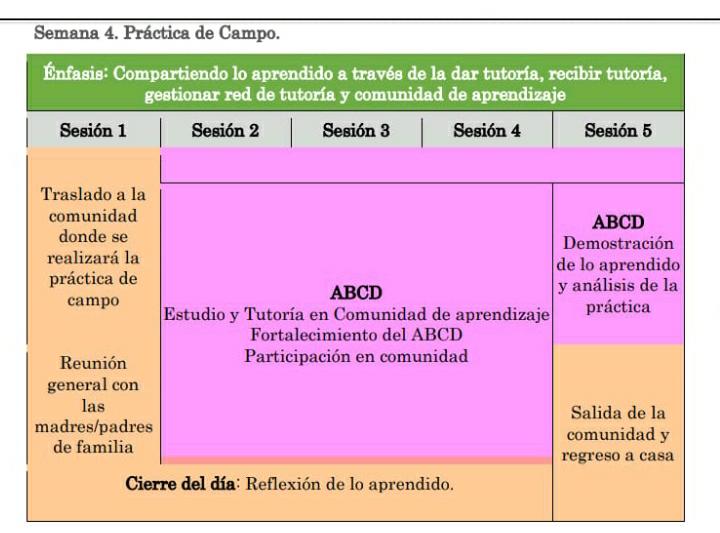 Semana 4. Práctica de Campo.
Énfasis: Compartiendo lo aprendido a través de la dar tutoría, recibir tutoría,
gestionar red de tutoría y comunidad de aprendizaje
Sesión 1
Sesión 2
Sesión 3
Sesión 4
Sesión 5
Traslado a la
comunidad
donde se
realizará la
práctica de
campo
Reunión
general con
las
madres/padres
de familia
ABCD
Estudio y Tutoría en Comunidad de aprendizaje
Fortalecimiento del ABCD
Participación en comunidad
ABCD
Demostración
de lo aprendido
y análisis de la
práctica
Salida de la
comunidad y
regreso a casa
Cierre del día: Reflexión de lo aprendido.